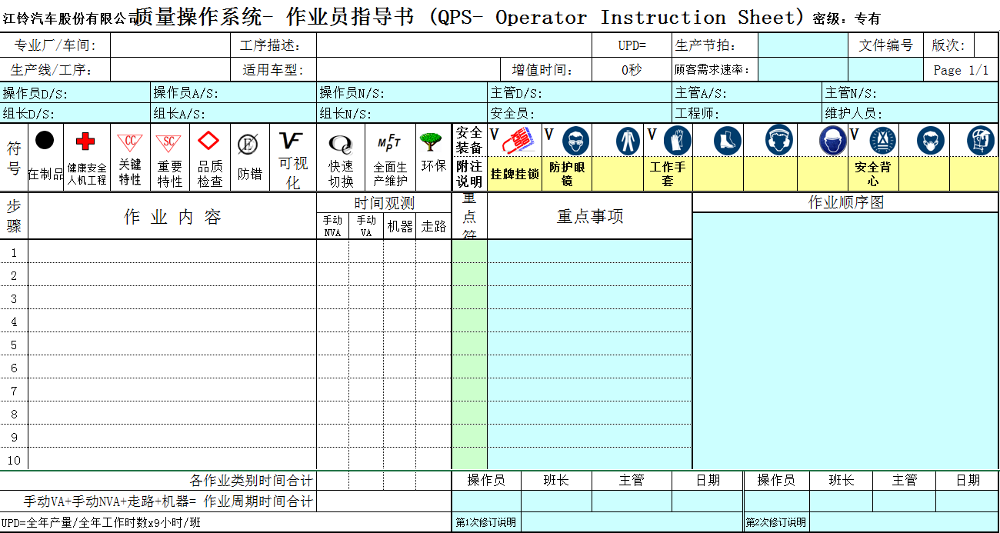 江铃汽车股份有限公司质量操作系统- 作业员指导书 (QPS- Operator Instruction Sheet) 密级：专有
专业厂/车间: 工序描述： UPD= 生产节拍： 文件编号 版次:
生产线/工序： 适用车型: 增值时间： 0秒 顾客需求速率： Page 1/1
操作员D/S: 操作员A/S: 操作员N/S: 主管D/S: 主管A/S: 主管N/S:
组长D/S: 组长A/S: 组长N/S: 安全员: 工程师: 维护人员:
符号
在制品
健康安全
人机工程
CC
关键
特性
SC
重要
特性
品质
检查
E
防错
VF
可视
化
快速
切换
MFPT
全面生
产维护
环保
安全
装备
附注
说明
V
挂牌挂锁
V
防护眼
镜
V
工作手
套
V
安全背
心
步骤 作 业 内 容 时间观测 重点符 重点事项 作业顺序图
手动
NVA
手动
VA
机器 走路
1
2
3
4
5
6
7
8
9
10
各作业类别时间合计 操作员 班长 主管 日期 操作员 班长 主管 日期
手动VA+手动NVA+走路+机器= 作业周期时间合计
UPD=全年产量/全年工作时数x9小时/班 第1次修订说明 第2次修订说明